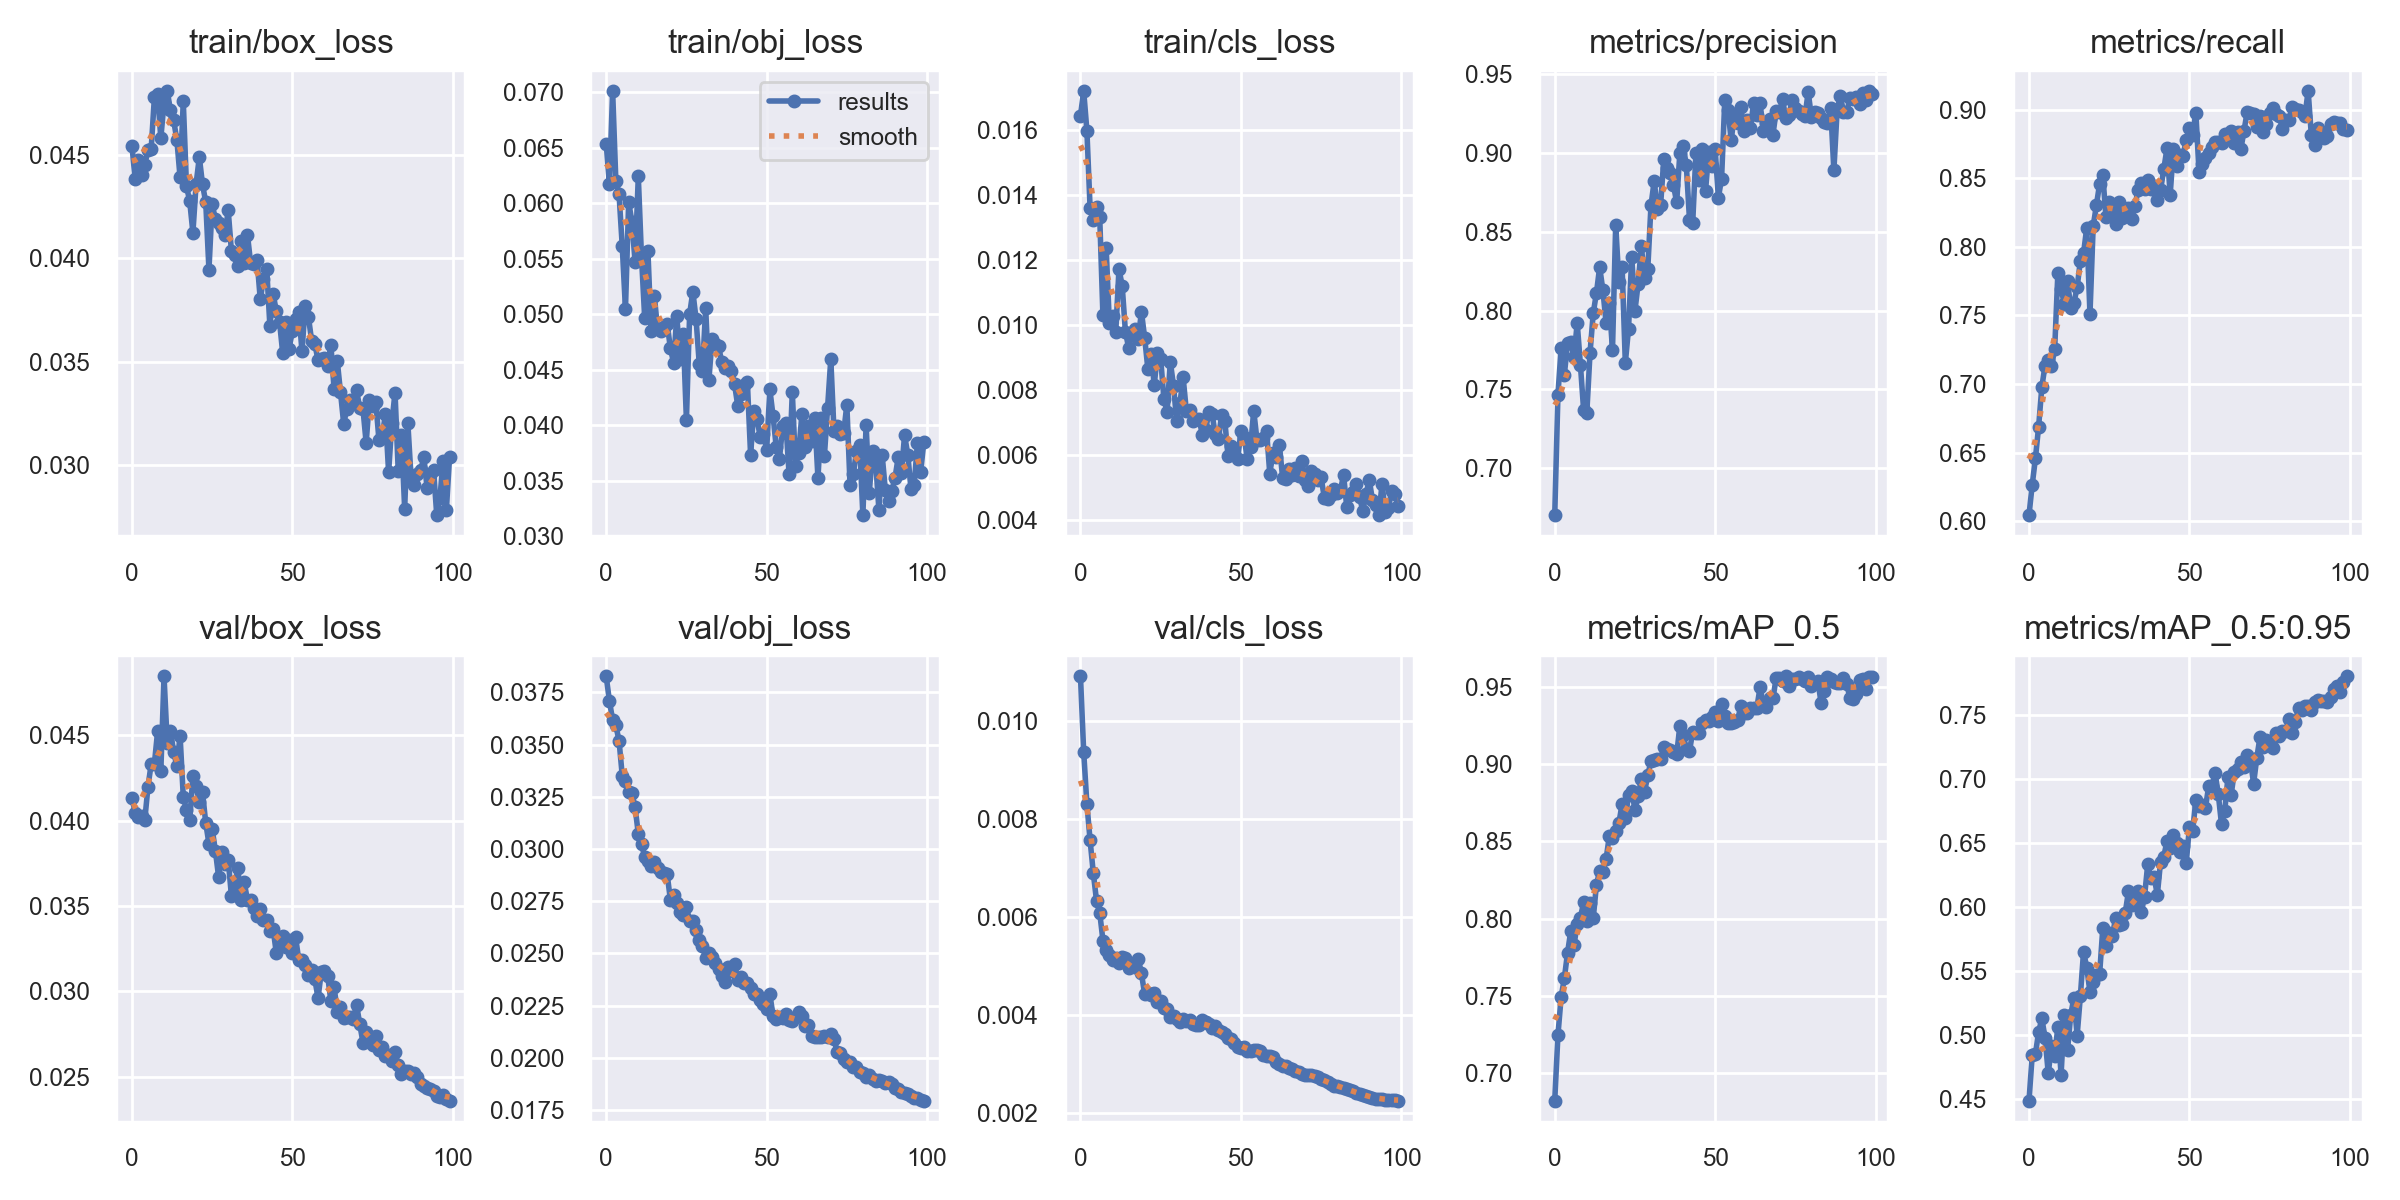 train/box_loss
0.045
0.040
0.035
0.030
0 50 100
train/obj_loss
results
smooth
0.070
0.065
0.060
0.055
0.050
0.045
0.040
0.035
0.030
0 50 100
train/cls_loss
0.016
0.014
0.012
0.010
0.008
0.006
0.004
0 50 100
metrics/precision
0.95
0.90
0.85
0.80
0.75
0.70
0 50 100
metrics/recall
0.90
0.85
0.80
0.75
0.70
0.65
0.60
0 50 100
val/box_loss
0.045
0.040
0.035
0.030
0.025
0 50 100
val/obj_loss
0.0375
0.0350
0.0325
0.0300
0.0275
0.0250
0.0225
0.0200
0.0175
0 50 100
val/cls_loss
0.010
0.008
0.006
0.004
0.002
0 50 100
metrics/mAP_0.5
0.95
0.90
0.85
0.80
0.75
0.70
0 50 100
metrics/mAP_0.5:0.95
0.75
0.70
0.65
0.60
0.55
0.50
0.45
0 50 100